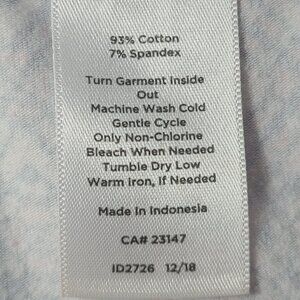 93% Cotton
7% Spandex
Turn Garment Inside
Out
Machine Wash Cold
Gentle Cycle
Only Non-Chlorine
Bleach When Needed
Tumble Dry Low
Warm Iron, If Needed
Made In Indonesia
CA# 23147
ID2726 12/18